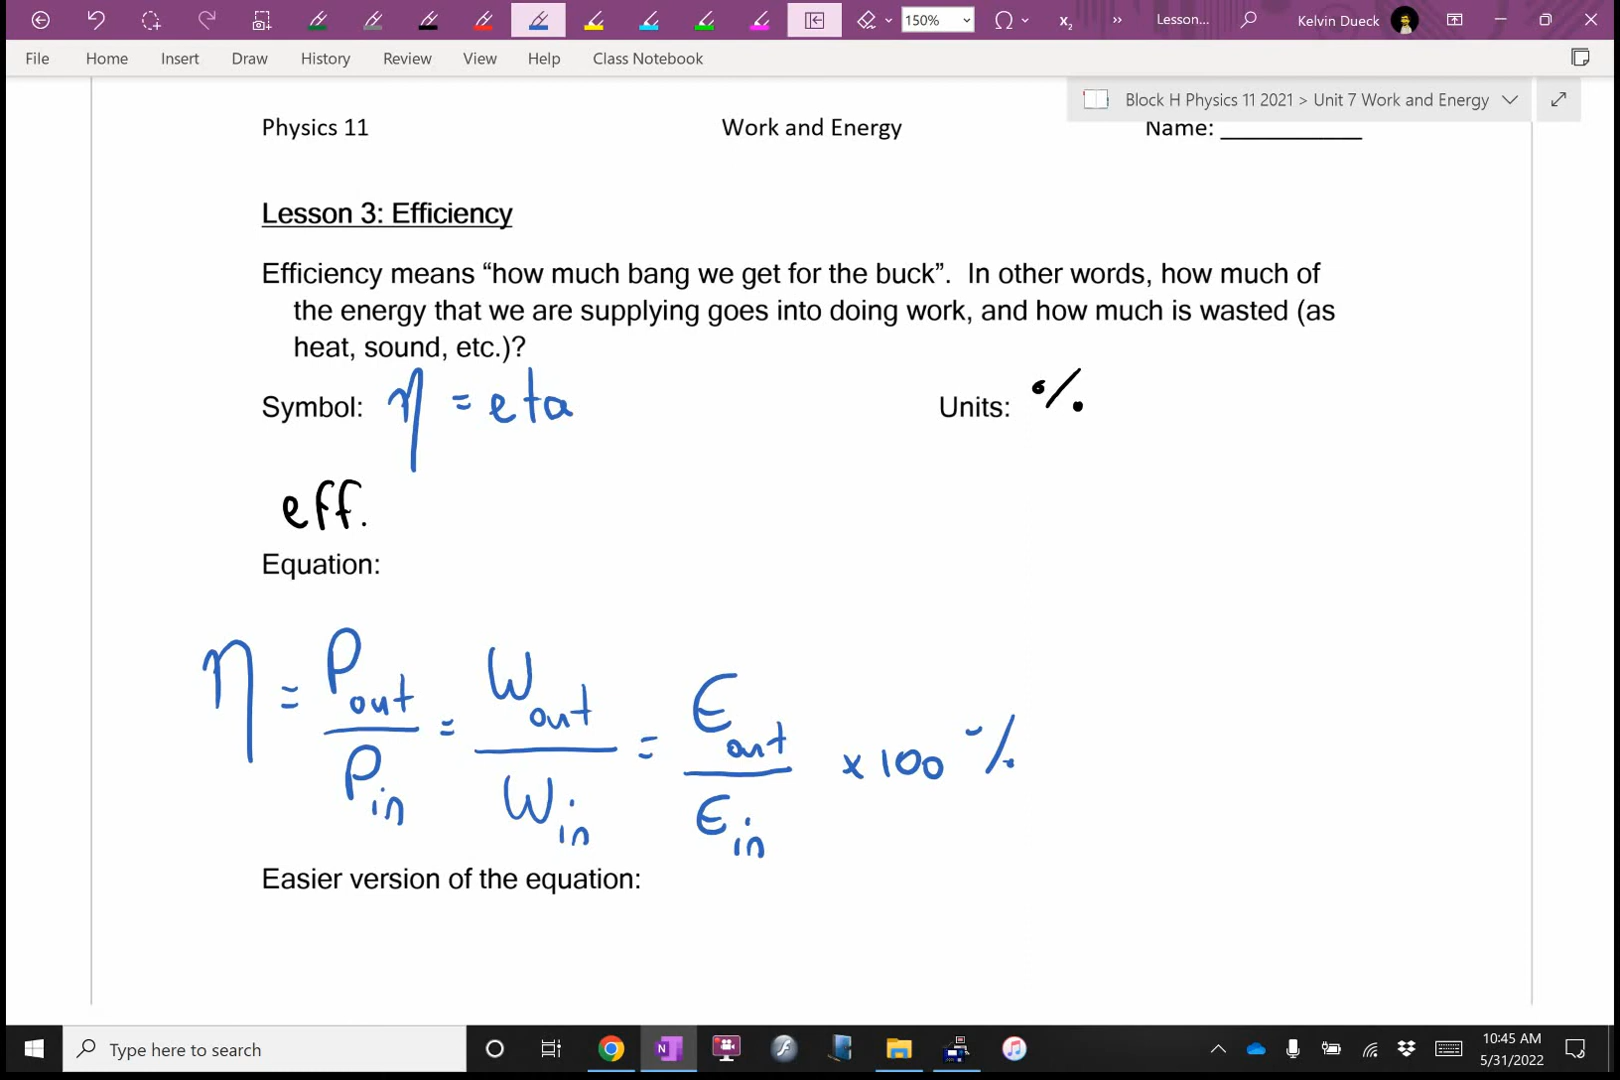 150%
Ω
x₂
»
Lesson...
Kelvin Dueck
File Home Insert Draw History Review View Help Class Notebook
Block H Physics 11 2021 > Unit 7 Work and Energy
Physics 11 Work and Energy Name: ___________
Lesson 3: Efficiency
Efficiency means “how much bang we get for the buck”. In other words, how much of
the energy that we are supplying goes into doing work, and how much is wasted (as
heat, sound, etc.)?
Symbol: η = eta Units: %
eff.
Equation:
η = P_out / P_in = W_out / W_in = E_out / E_in × 100 %
Easier version of the equation:
Type here to search
10:45 AM
5/31/2022